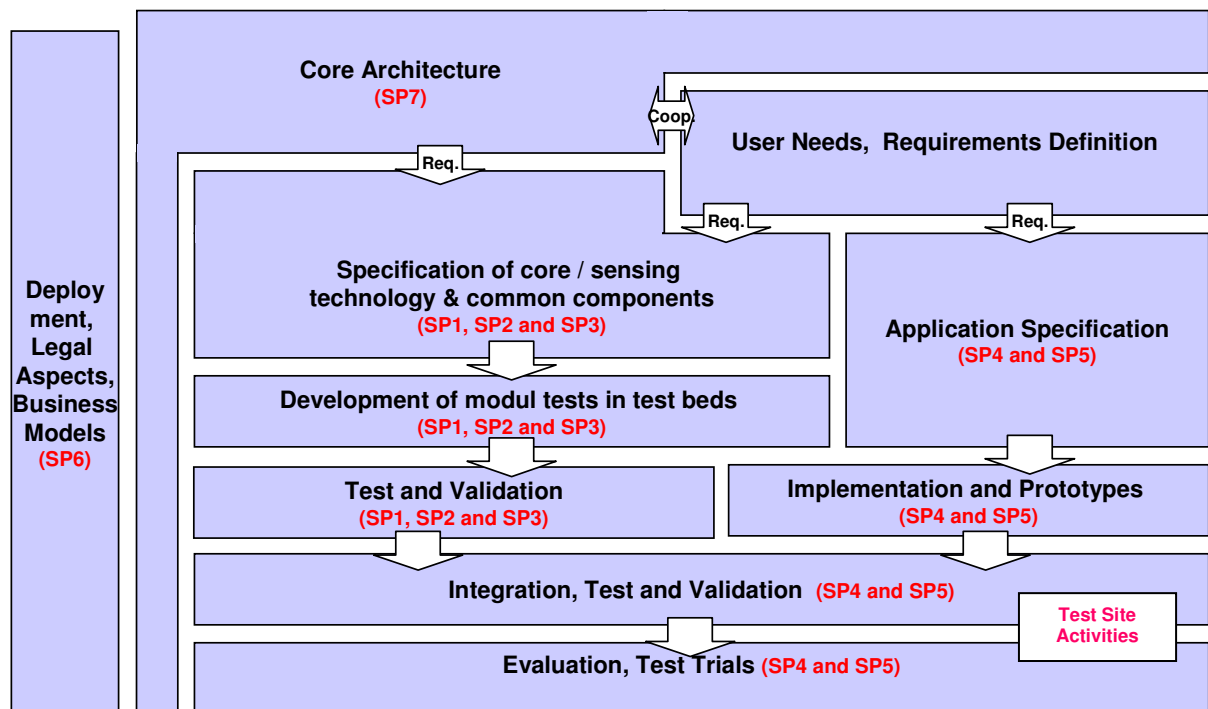 Core Architecture
(SP7)
Coop.
User Needs, Requirements Definition
Req.
Req.
Req.
Specification of core / sensing
technology & common components
(SP1, SP2 and SP3)
Application Specification
(SP4 and SP5)
Deploy
ment,
Legal
Aspects,
Business
Models
(SP6)
Development of modul tests in test beds
(SP1, SP2 and SP3)
Test and Validation
(SP1, SP2 and SP3)
Implementation and Prototypes
(SP4 and SP5)
Integration, Test and Validation (SP4 and SP5)
Test Site
Activities
Evaluation, Test Trials (SP4 and SP5)